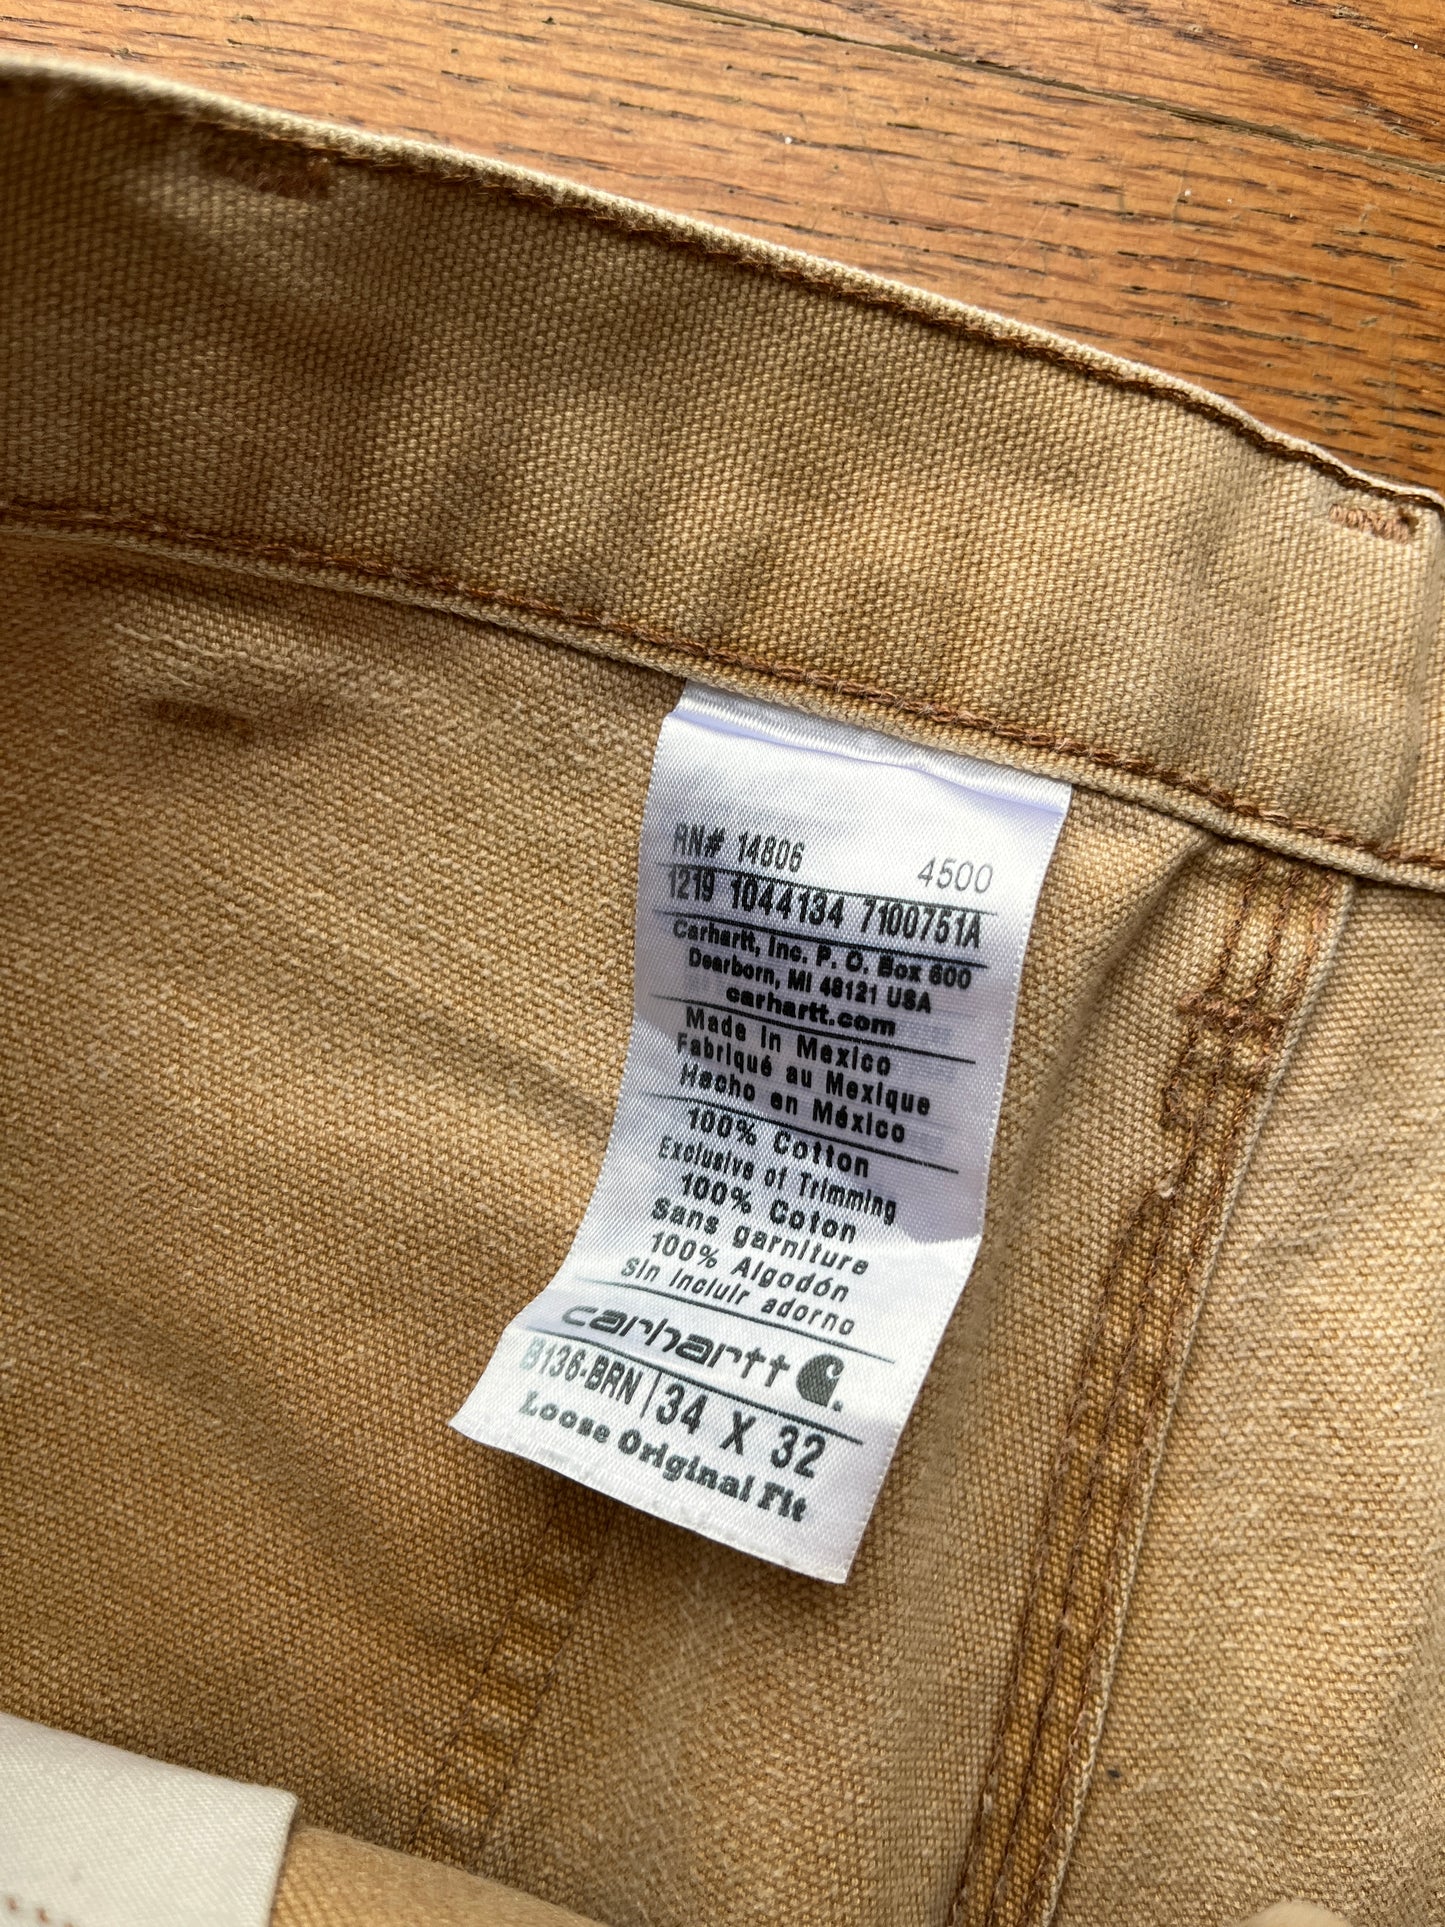 RN# 14806 4500
1219 1044134 7100751A
Carhartt, Inc. P. O. Box 600
Dearborn, MI 48121 USA
carhartt.com
Made in Mexico
Fabriqué au Mexique
Hecho en México
100% Cotton
Exclusive of Trimming
100% Coton
Sans garniture
100% Algodón
Sin incluir adorno
carhartt
B136-BRN 34 X 32
Loose Original Fit